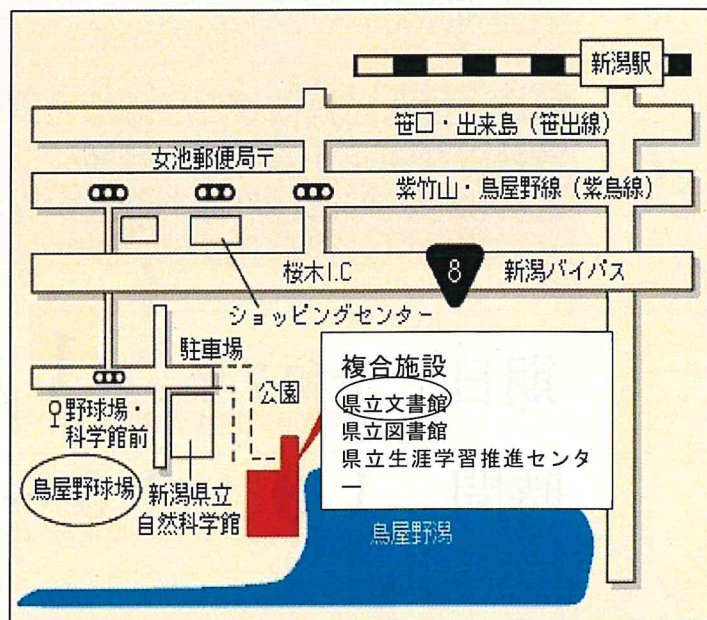 新潟駅
笹口・出来島(笹出線)
女池郵便局〒
紫竹山・鳥屋野線(紫鳥線)
桜木I.C
8
新潟バイパス
ショッピングセンター
駐車場
公園
複合施設
県立文書館
県立図書館
県立生涯学習推進センタ
ー
野球場・
科学館前
鳥屋野球場
新潟県立
自然科学館
鳥屋野潟